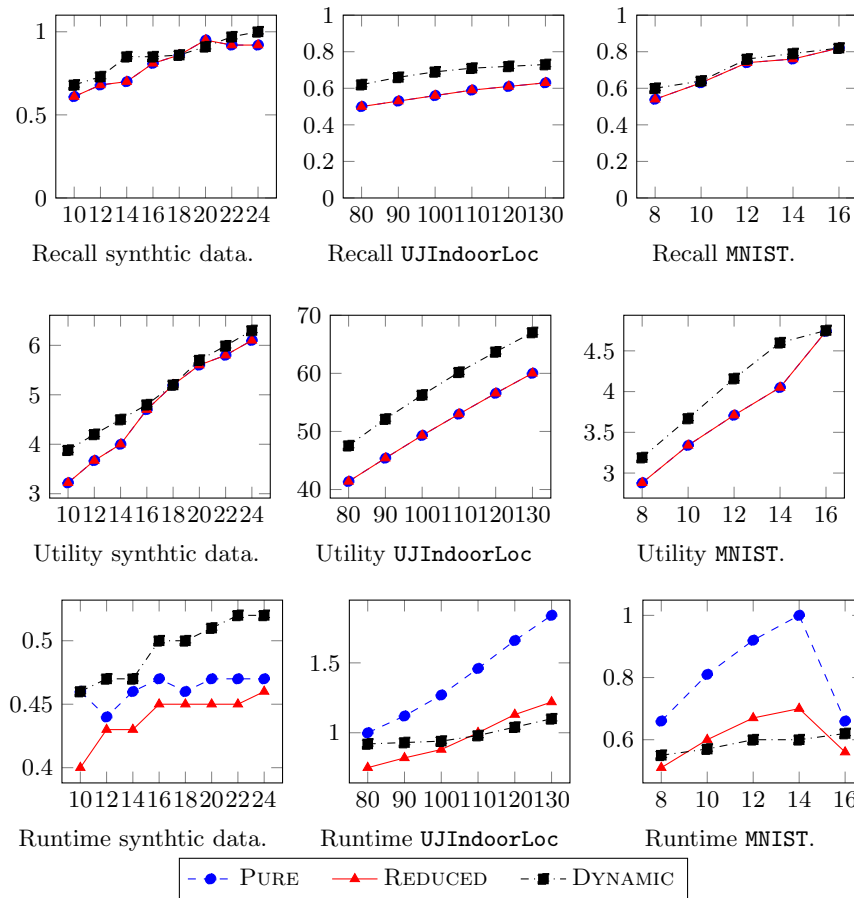 1
0.5
0
10 12 14 16 18 20 22 24
Recall synthtic data.
1
0.8
0.6
0.4
0.2
0
80 90 100 110 120 130
Recall UJIndoorLoc
1
0.8
0.6
0.4
0.2
0
8 10 12 14 16
Recall MNIST.
6
5
4
3
10 12 14 16 18 20 22 24
Utility synthtic data.
70
60
50
40
80 90 100 110 120 130
Utility UJIndoorLoc
4.5
4
3.5
3
8 10 12 14 16
Utility MNIST.
0.5
0.45
0.4
10 12 14 16 18 20 22 24
Runtime synthtic data.
1.5
1
80 90 100 110 120 130
Runtime UJIndoorLoc
1
0.8
0.6
8 10 12 14 16
Runtime MNIST.
PURE REDUCED DYNAMIC